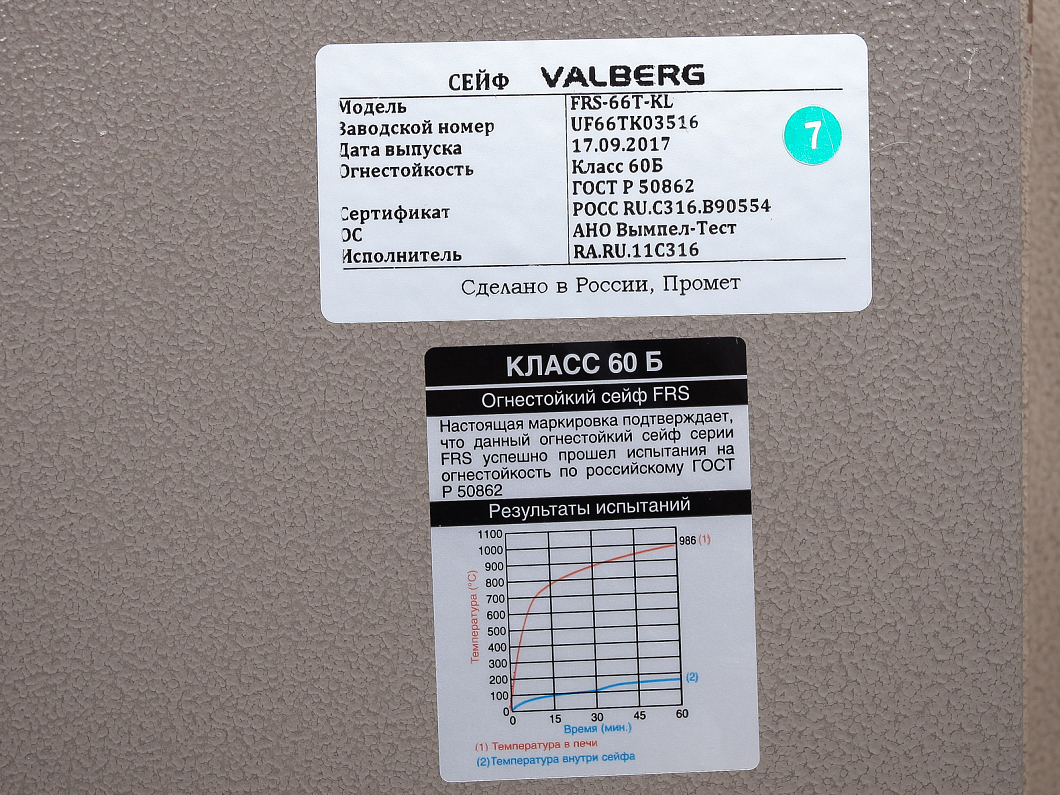 СЕЙФ VALBERG
Модель FRS-66T-KL
Заводской номер UF66TK03516
Дата выпуска 17.09.2017
Огнестойкость Класс 60Б
ГОСТ Р 50862
Сертификат РОСС RU.C316.B90554
ОС АНО Вымпел-Тест
Исполнитель RA.RU.11С316
7
Сделано в России, Промет
КЛАСС 60 Б
Огнестойкий сейф FRS
Настоящая маркировка подтверждает,
что данный огнестойкий сейф серии
FRS успешно прошел испытания на
огнестойкость по российскому ГОСТ
Р 50862
Результаты испытаний
Температура (°С)
1100
1000
900
800
700
600
500
400
300
200
100
0
986 (1)
(2)
0 15 30 45 60
Время (мин.)
(1) Температура в печи
(2) Температура внутри сейфа